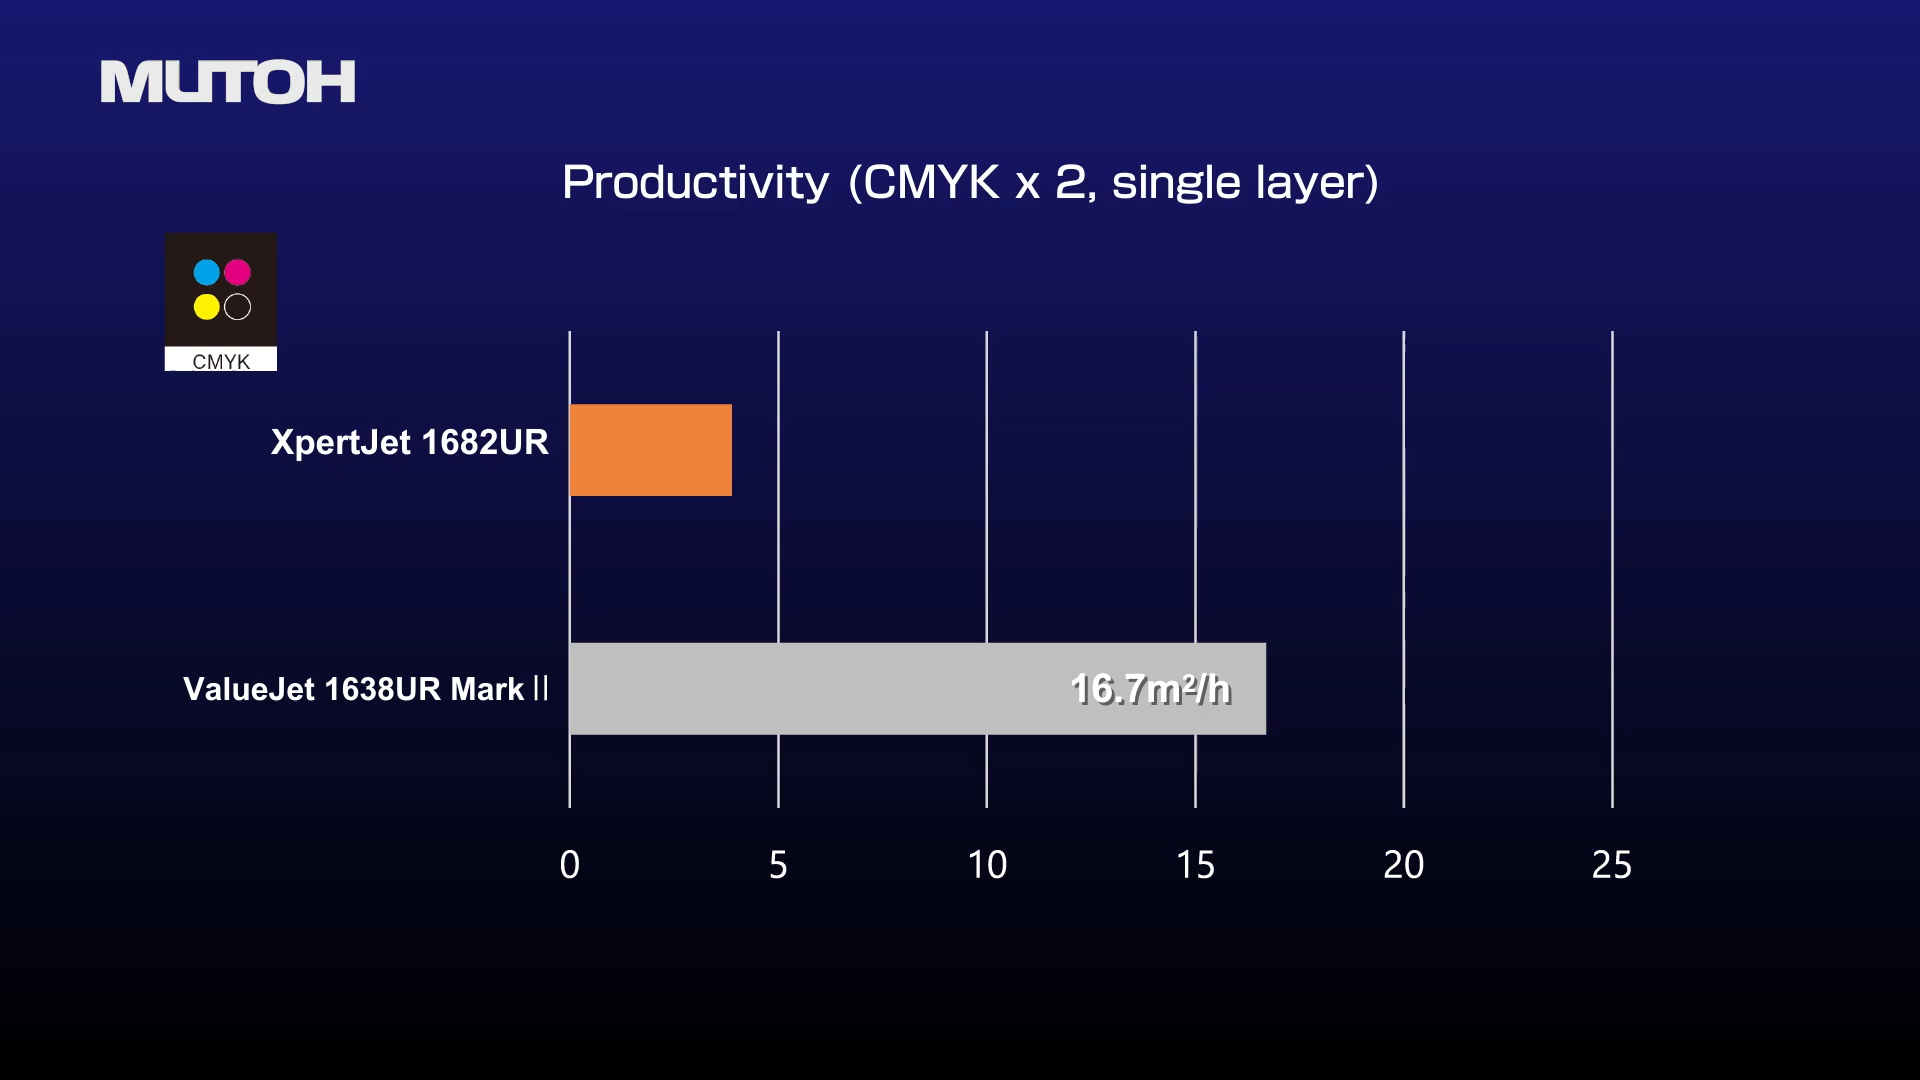 MUTOH
Productivity (CMYK x 2, single layer)
CMYK
XpertJet 1682UR
ValueJet 1638UR Mark II
16.7m²/h
0 5 10 15 20 25